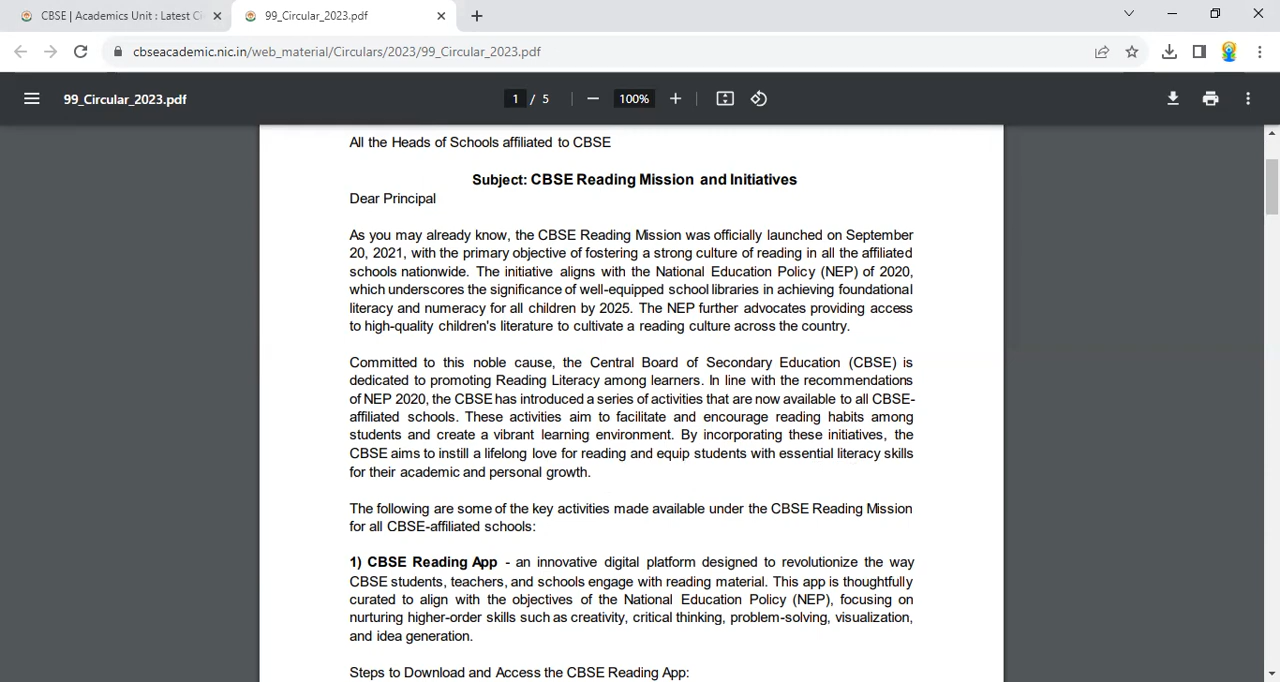 CBSE | Academics Unit : Latest Ci
99_Circular_2023.pdf
cbseacademic.nic.in/web_material/Circulars/2023/99_Circular_2023.pdf
99_Circular_2023.pdf
1 / 5
100%
All the Heads of Schools affiliated to CBSE
Subject: CBSE Reading Mission and Initiatives
Dear Principal
As you may already know, the CBSE Reading Mission was officially launched on September
20, 2021, with the primary objective of fostering a strong culture of reading in all the affiliated
schools nationwide. The initiative aligns with the National Education Policy (NEP) of 2020,
which underscores the significance of well-equipped school libraries in achieving foundational
literacy and numeracy for all children by 2025. The NEP further advocates providing access
to high-quality children's literature to cultivate a reading culture across the country.
Committed to this noble cause, the Central Board of Secondary Education (CBSE) is
dedicated to promoting Reading Literacy among learners. In line with the recommendations
of NEP 2020, the CBSE has introduced a series of activities that are now available to all CBSE-
affiliated schools. These activities aim to facilitate and encourage reading habits among
students and create a vibrant learning environment. By incorporating these initiatives, the
CBSE aims to instill a lifelong love for reading and equip students with essential literacy skills
for their academic and personal growth.
The following are some of the key activities made available under the CBSE Reading Mission
for all CBSE-affiliated schools:
1) CBSE Reading App - an innovative digital platform designed to revolutionize the way
CBSE students, teachers, and schools engage with reading material. This app is thoughtfully
curated to align with the objectives of the National Education Policy (NEP), focusing on
nurturing higher-order skills such as creativity, critical thinking, problem-solving, visualization,
and idea generation.
Steps to Download and Access the CBSE Reading App: